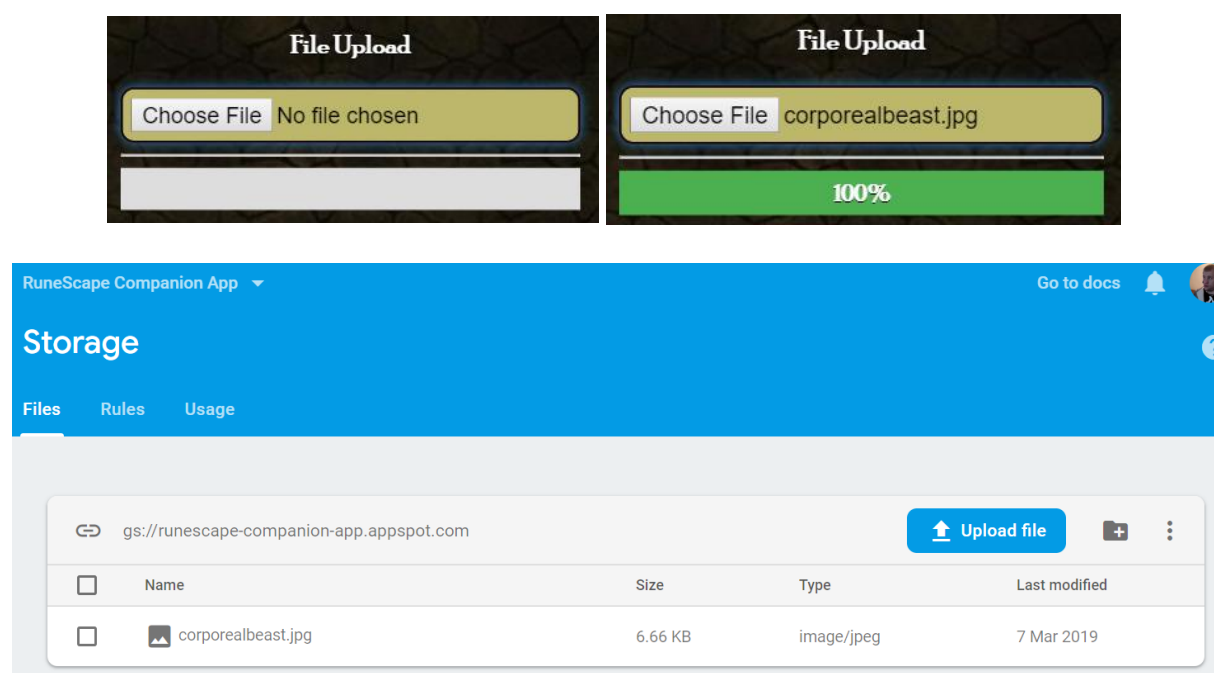 File Upload
Choose File No file chosen
File Upload
Choose File corporealbeast.jpg
100%
RuneScape Companion App
Go to docs
Storage
Files Rules Usage
gs://runescape-companion-app.appspot.com
Upload file
Name Size Type Last modified
corporealbeast.jpg 6.66 KB image/jpeg 7 Mar 2019